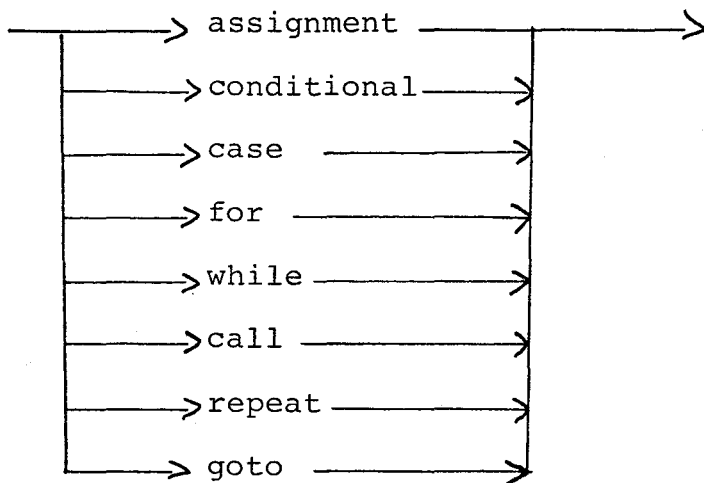 assignment
conditional
case
for
while
call
repeat
goto